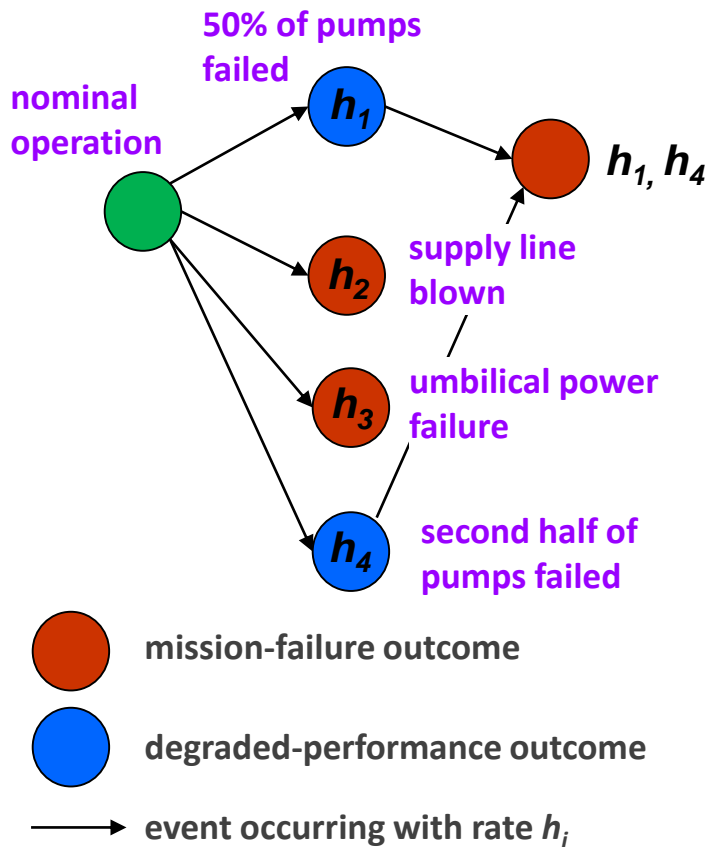 50% of pumps
failed
nominal
operation
h1
h1, h4
supply line
blown
h2
umbilical power
failure
h3
h4
second half of
pumps failed
mission-failure outcome
degraded-performance outcome
event occurring with rate hi